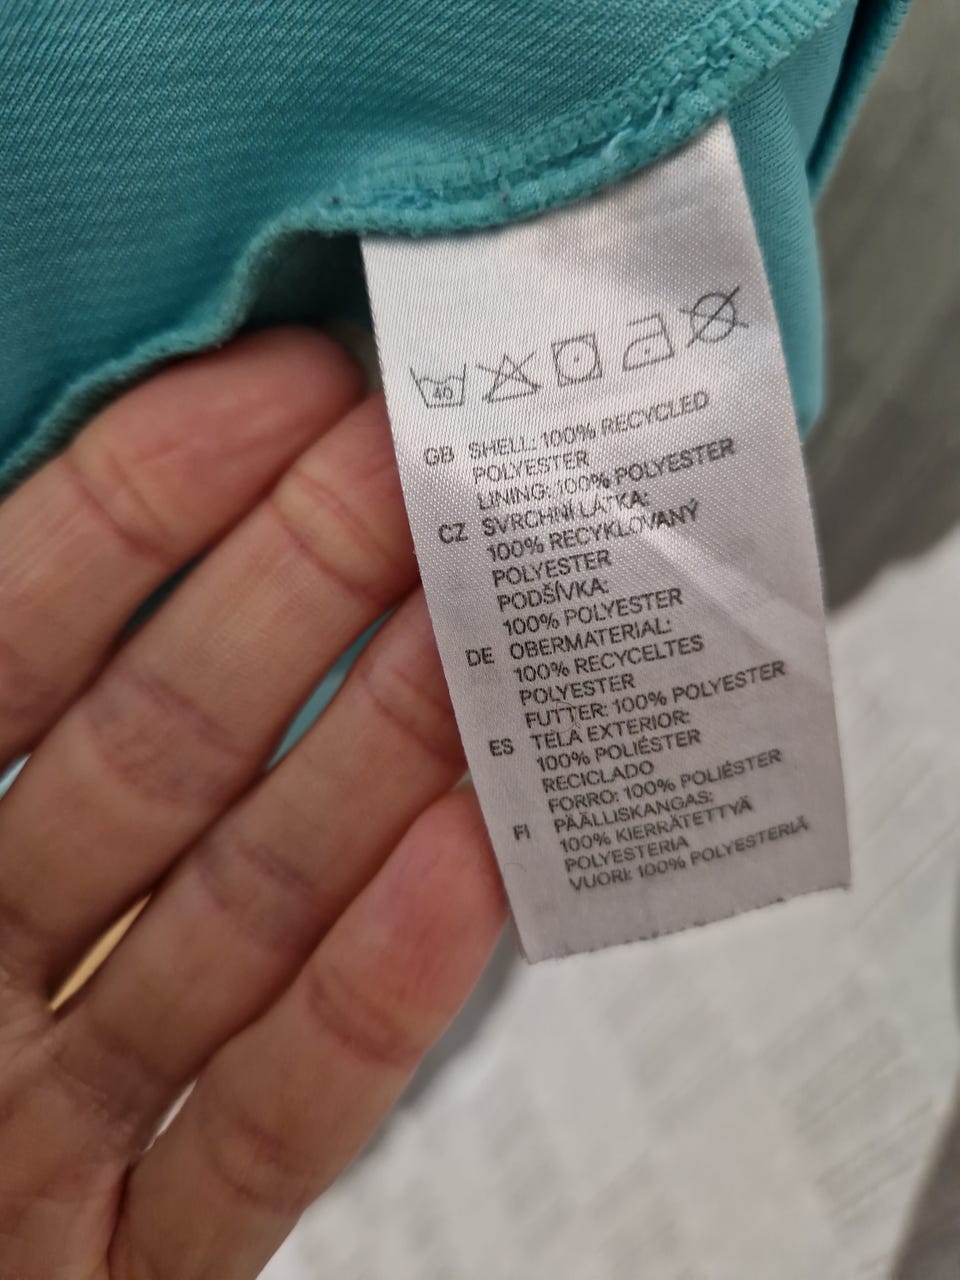 40
GB SHELL: 100% RECYCLED
POLYESTER
LINING: 100% POLYESTER
CZ SVRCHNÍ LÁTKA:
100% RECYKLOVANÝ
POLYESTER
PODŠÍVKA:
100% POLYESTER
DE OBERMATERIAL:
100% RECYCELTES
POLYESTER
FUTTER: 100% POLYESTER
ES TELA EXTERIOR:
100% POLIÉSTER
RECICLADO
FORRO: 100% POLIÉSTER
FI PÄÄLLISKANGAS:
100% KIERRÄTETTYÄ
POLYESTERIA
VUORI: 100% POLYESTERIÄ